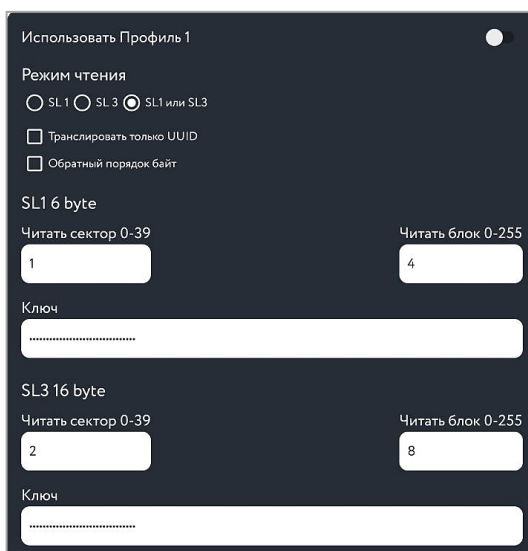 Использовать Профиль 1
Режим чтения
SL 1 SL 3 SL1 или SL3
Транслировать только UUID
Обратный порядок байт
SL1 6 byte
Читать сектор 0-39 Читать блок 0-255
1 4
Ключ
SL3 16 byte
Читать сектор 0-39 Читать блок 0-255
2 8
Ключ